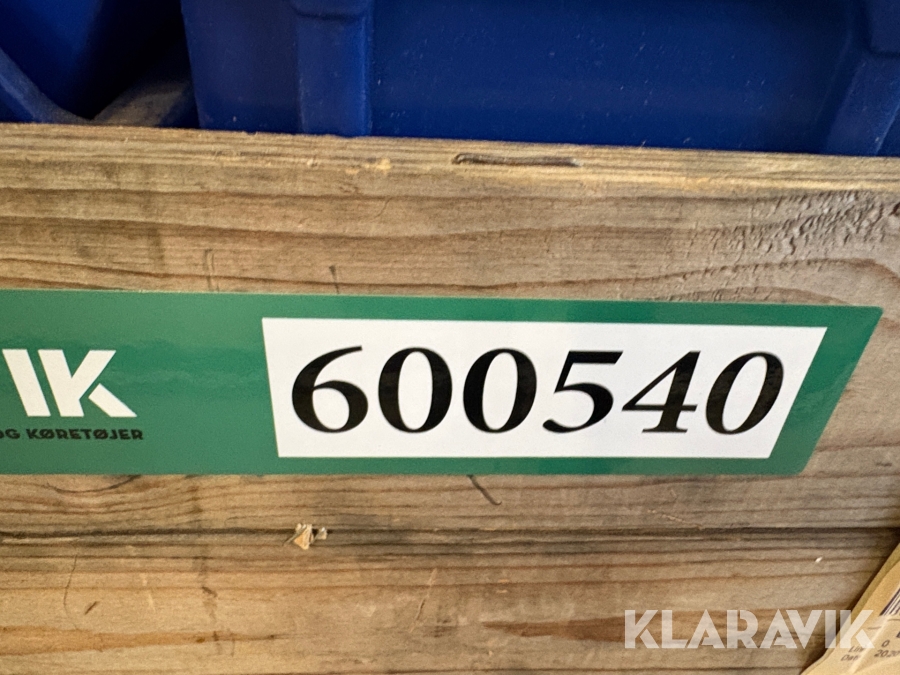 IK
OG KØRETØJER
600540
KLARAVIK